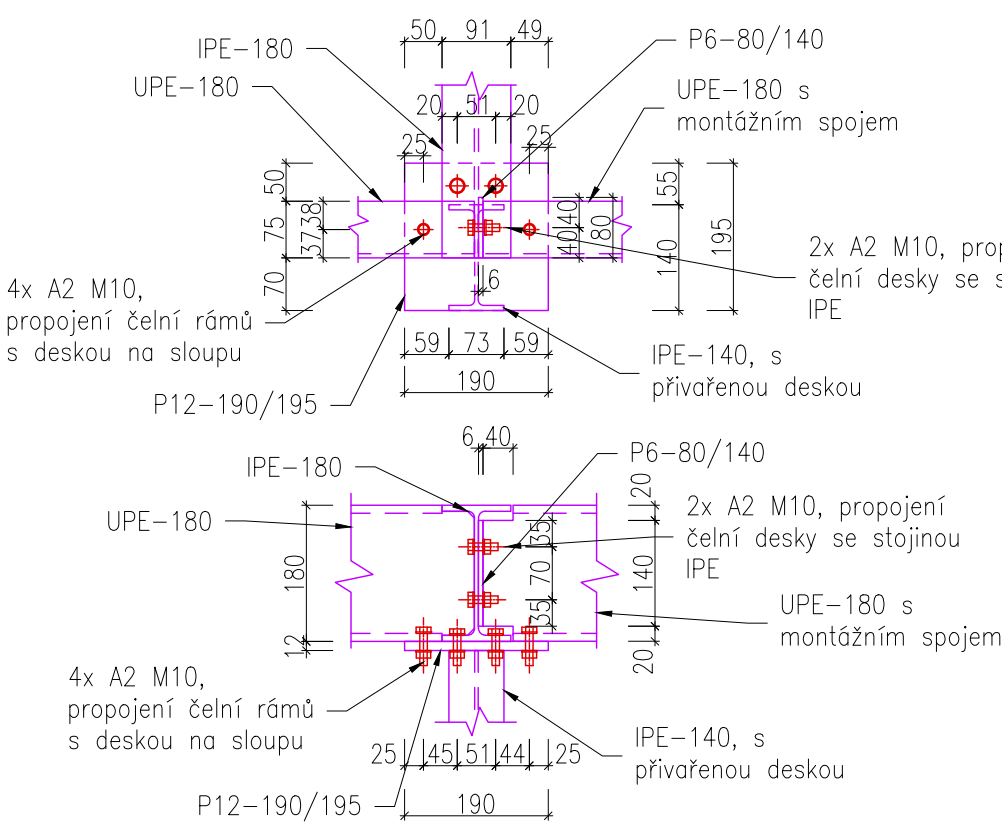 50
91
49
IPE-180
P6-80/140
UPE-180
20
51
20
UPE-180 s
montážním spojem
25
25
50
75
38
37
70
40
40
80
55
140
195
6
2x A2 M10, prop
čelní desky se s
IPE
4x A2 M10,
propojení čelní rámů
s deskou na sloupu
59
73
59
190
IPE-140, s
přivařenou deskou
P12-190/195
6
40
IPE-180
P6-80/140
UPE-180
20
2x A2 M10, propojení
čelní desky se stojinou
IPE
35
70
35
180
140
12
20
UPE-180 s
montážním spojem
4x A2 M10,
propojení čelní rámů
s deskou na sloupu
IPE-140, s
přivařenou deskou
25
45
51
44
25
P12-190/195
190